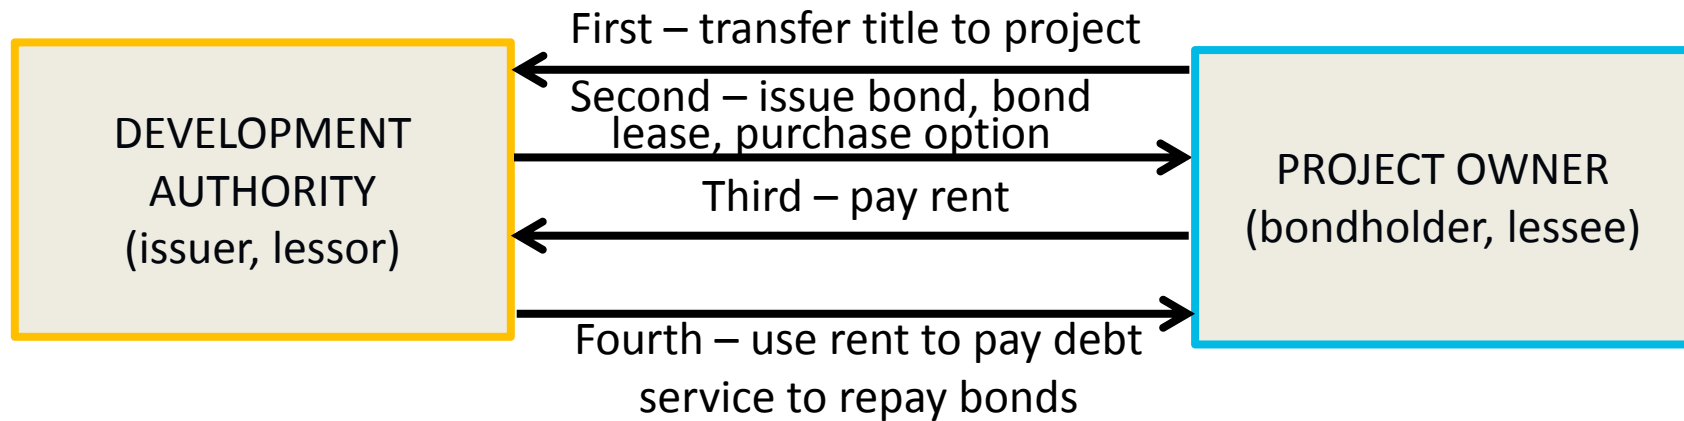 First – transfer title to project
Second – issue bond, bond
lease, purchase option
Third – pay rent
Fourth – use rent to pay debt
service to repay bonds
DEVELOPMENT
AUTHORITY
(issuer, lessor)
PROJECT OWNER
(bondholder, lessee)